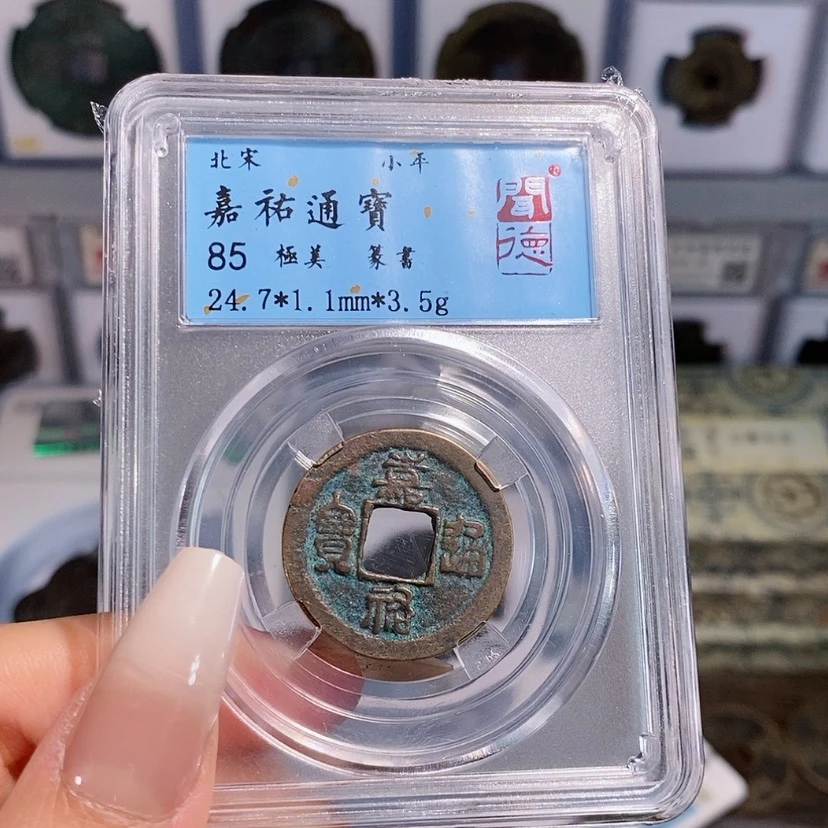 北宋 小平
嘉祐通寶
85 極美 篆書
24.7*1.1mm*3.5g
聞德
嘉祐通寶